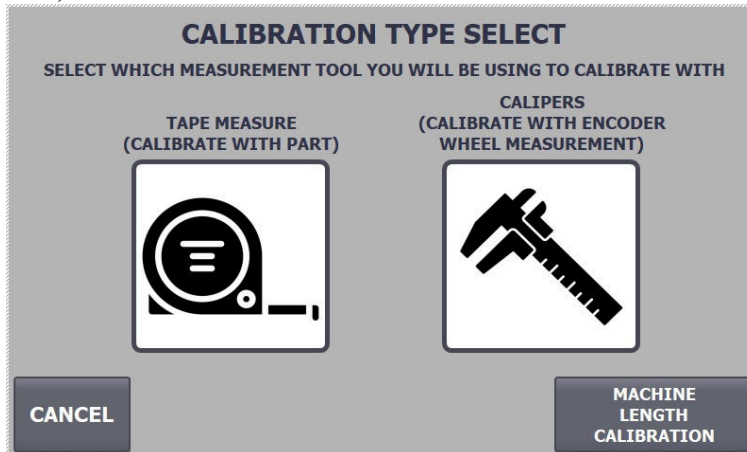 CALIBRATION TYPE SELECT
SELECT WHICH MEASUREMENT TOOL YOU WILL BE USING TO CALIBRATE WITH
TAPE MEASURE
(CALIBRATE WITH PART)
CALIPERS
(CALIBRATE WITH ENCODER
WHEEL MEASUREMENT)
CANCEL
MACHINE
LENGTH
CALIBRATION